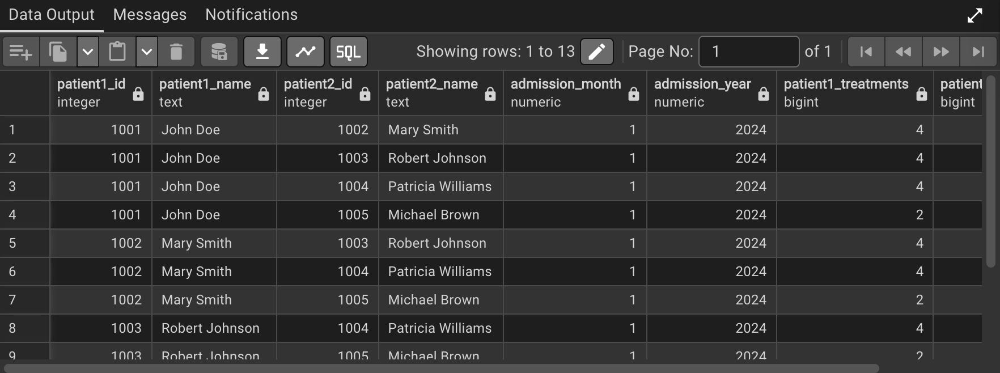 Data Output Messages Notifications
SQL Showing rows: 1 to 13 Page No: 1 of 1
patient1_id patient1_name patient2_id patient2_name admission_month admission_year patient1_treatments patient
integer text integer text numeric numeric bigint bigint
1 1001 John Doe 1002 Mary Smith 1 2024 4
2 1001 John Doe 1003 Robert Johnson 1 2024 4
3 1001 John Doe 1004 Patricia Williams 1 2024 4
4 1001 John Doe 1005 Michael Brown 1 2024 2
5 1002 Mary Smith 1003 Robert Johnson 1 2024 4
6 1002 Mary Smith 1004 Patricia Williams 1 2024 4
7 1002 Mary Smith 1005 Michael Brown 1 2024 2
8 1003 Robert Johnson 1004 Patricia Williams 1 2024 4
9 1003 Robert Johnson 1005 Michael Brown 1 2024 2